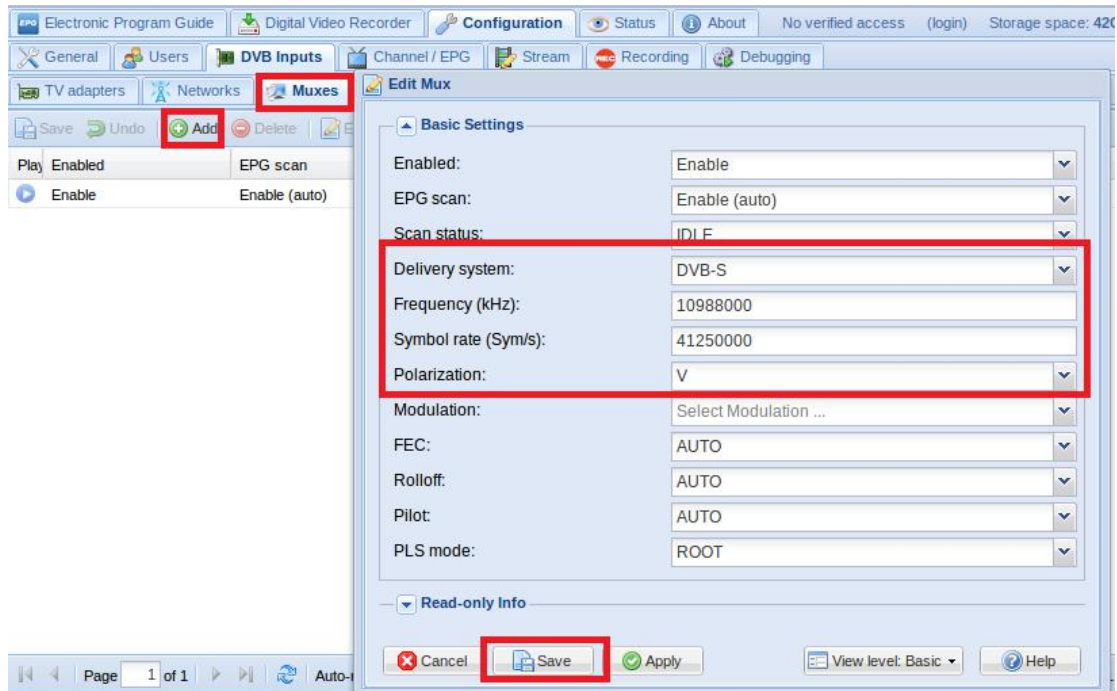 EPG Electronic Program Guide Digital Video Recorder Configuration Status About No verified access (login) Storage space: 420
General Users DVB Inputs Channel / EPG Stream REC Recording Debugging
TV adapters Networks Muxes
Save Undo Add Delete
Play Enabled EPG scan
Enable Enable (auto)
Edit Mux
Basic Settings
Enabled: Enable
EPG scan: Enable (auto)
Scan status: IDLE
Delivery system: DVB-S
Frequency (kHz): 10988000
Symbol rate (Sym/s): 41250000
Polarization: V
Modulation: Select Modulation ...
FEC: AUTO
Rolloff: AUTO
Pilot: AUTO
PLS mode: ROOT
Read-only Info
Cancel Save Apply View level: Basic Help
Page 1 of 1 Auto-